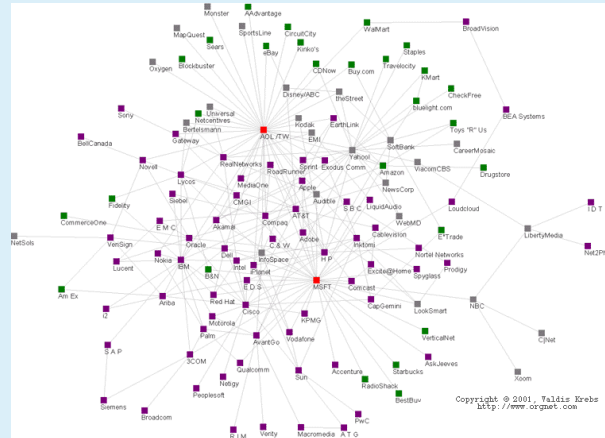 Monster
AAdvantage
MapQuest
SportsLine
CircuitCity
WalMart
BroadVision
Sears
eBay
Kinko's
Staples
Oxygen
Blockbuster
CDNow
Buy.com
Travelocity
KMart
Disney/ABC
theStreet
CheckFree
Sony
Universal
Netcentives
bluelight.com
BEA Systems
Bertelsmann
Kodak
EarthLink
Toys "R" Us
BellCanada
Gateway
AOL /TW
EMI
Yahoo!
SoftBank
CareerMosaic
Novell
RealNetworks
RoadRunner
Sprint
Exodus Comm
Amazon
ViacomCBS
Drugstore
Lycos
MediaOne
Apple
NewsCorp
Fidelity
Siebel
CMGI
Audible
S B C
LiquidAudio
Loudcloud
I D T
CommerceOne
E M C
Akamai
Compaq
AT&T
WebMD
E*Trade
LibertyMedia
NetSols
VeriSign
Oracle
C & W
Adobe
Inktomi
Cablevision
Nortel Networks
Nokia
Dell
InfoSpace
H P
Lucent
IBM
B&N
Intel
iPlanet
Excite@Home
Spyglass
Prodigy
Am Ex
Ariba
Red Hat
E D S
MSFT
Comcast
i2
Cisco
CapGemini
LookSmart
NBC
Motorola
KPMG
Palm
AvantGo
Vodafone
VerticalNet
C|Net
S A P
3COM
Qualcomm
Sun
Accenture
Starbucks
AskJeeves
Xoom
Netigy
RadioShack
Siemens
Peoplesoft
BestBuy
Broadcom
PwC
R I M
Verity
Macromedia
A T G
Copyright © 2001, Valdis Krebs
http://www.orgnet.com